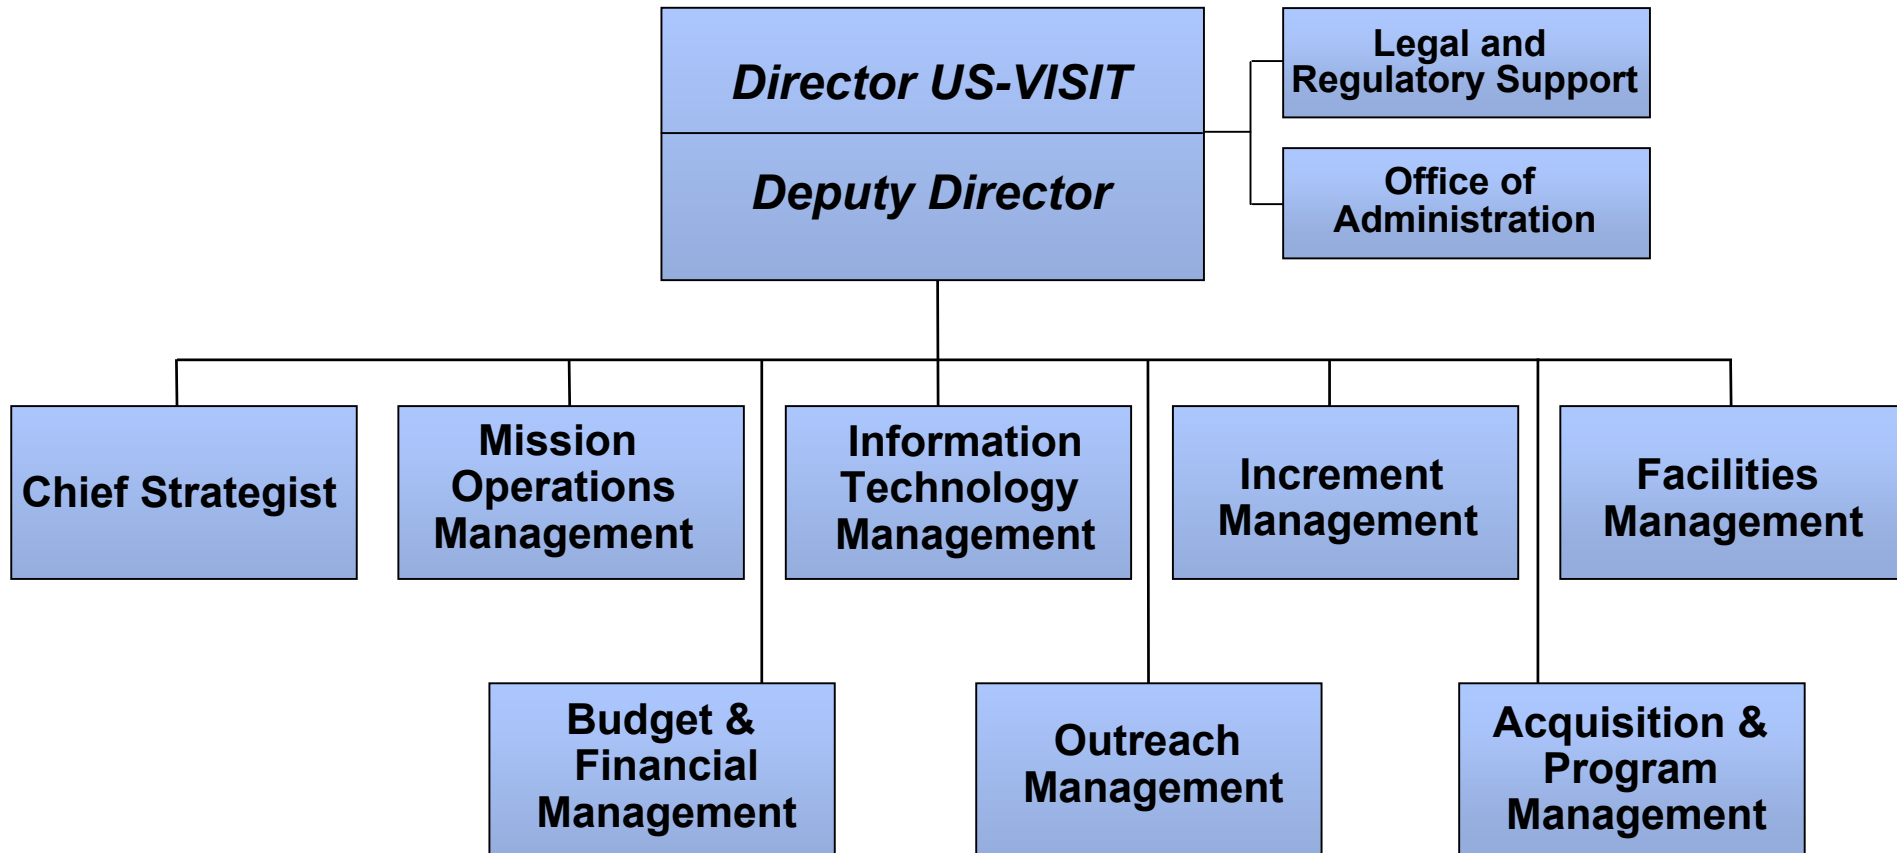 Director US-VISIT
Deputy Director
Legal and
Regulatory Support
Office of
Administration
Chief Strategist
Mission
Operations
Management
Information
Technology
Management
Increment
Management
Facilities
Management
Budget &
Financial
Management
Outreach
Management
Acquisition &
Program
Management